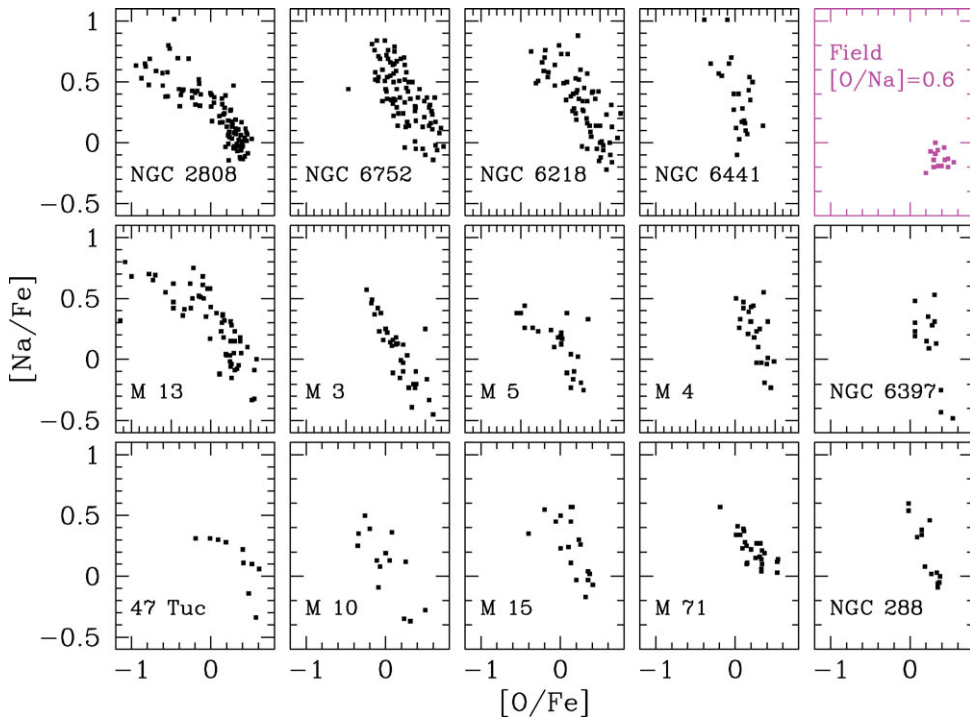 1
0.5
0
−0.5
NGC 2808
NGC 6752
NGC 6218
NGC 6441
Field
[O/Na]=0.6
[Na/Fe]
1
0.5
0
−0.5
M 13
M 3
M 5
M 4
NGC 6397
1
0.5
0
−0.5
47 Tuc
M 10
M 15
M 71
NGC 288
−1 0
−1 0
−1 0
−1 0
−1 0
[O/Fe]